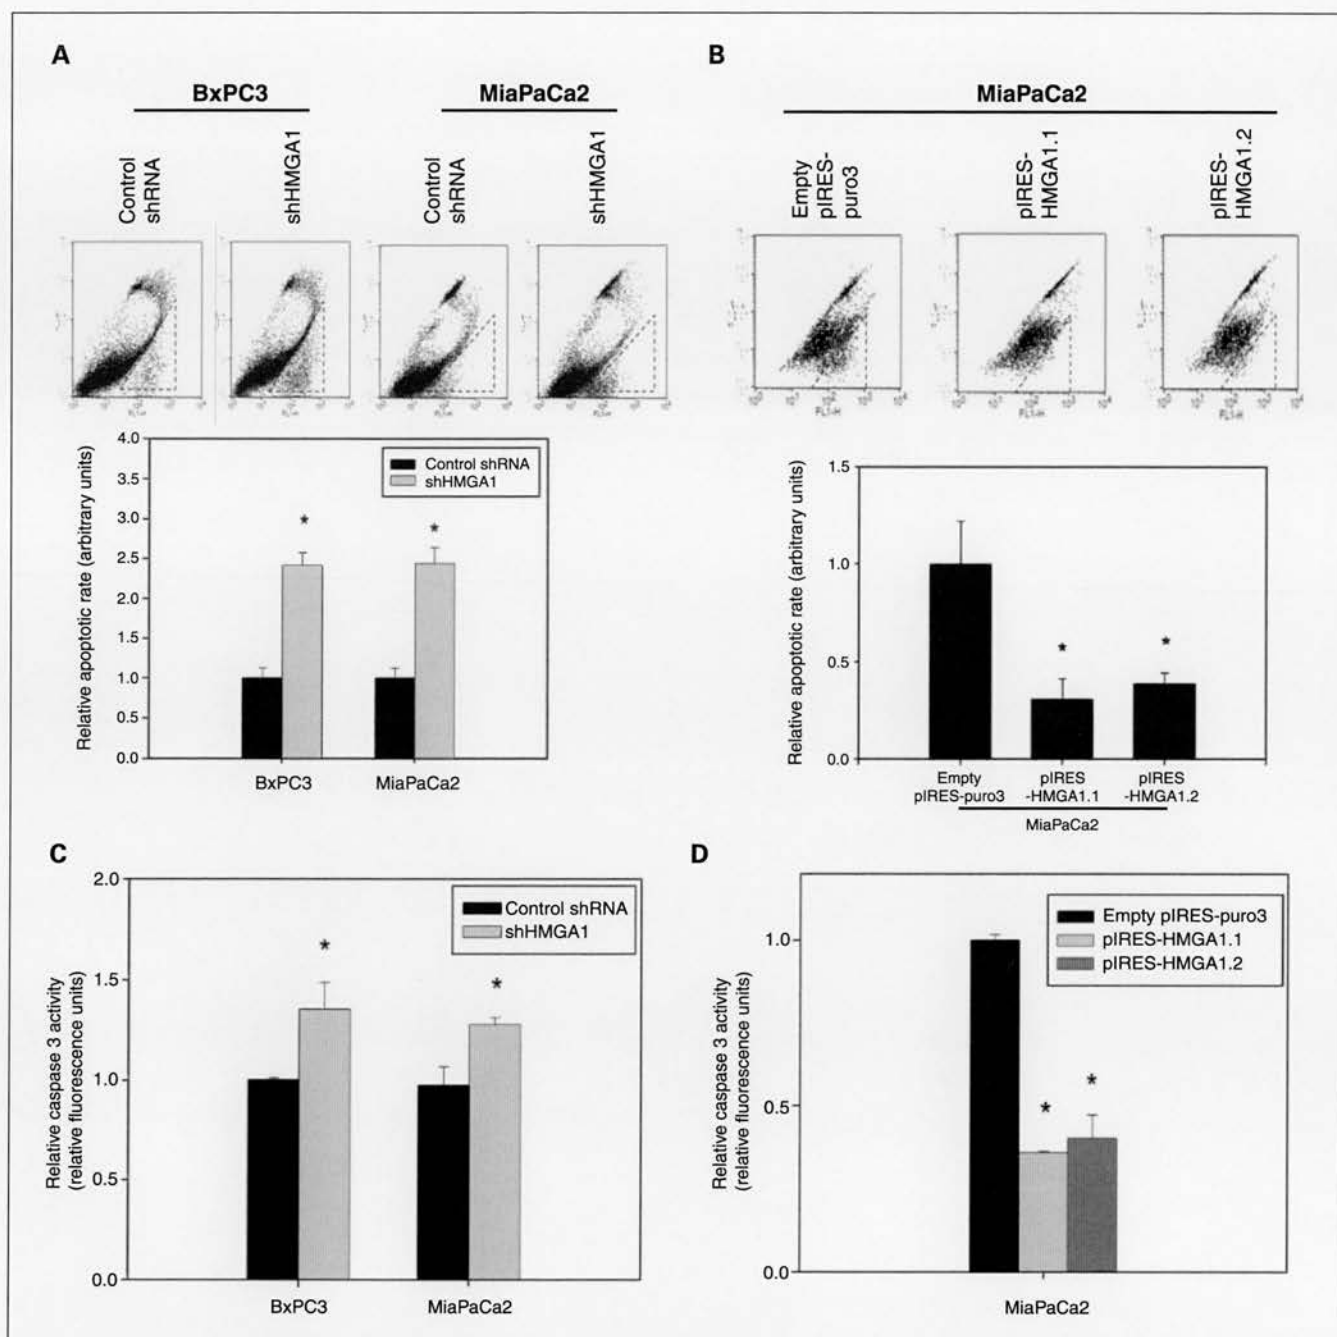 A
BxPC3
MiaPaCa2
Control
shRNA
shHMGA1
Control
shRNA
shHMGA1
4.0
3.5
3.0
2.5
2.0
1.5
1.0
0.5
0.0
Relative apoptotic rate (arbitrary units)
Control shRNA
shHMGA1
*
*
BxPC3
MiaPaCa2
B
MiaPaCa2
Empty
pIRES-
puro3
pIRES-
HMGA1.1
pIRES-
HMGA1.2
FL1-H
FL1-H
FL1-H
1.5
1.0
0.5
0.0
Relative apoptotic rate (arbitrary units)
*
*
Empty
pIRES-puro3
pIRES
-HMGA1.1
pIRES
-HMGA1.2
MiaPaCa2
C
2.0
1.5
1.0
0.5
0.0
Relative caspase 3 activity
(relative fluorescence units)
Control shRNA
shHMGA1
*
*
BxPC3
MiaPaCa2
D
1.0
0.5
0.0
Relative caspase 3 activity
(relative fluorescence units)
Empty pIRES-puro3
pIRES-HMGA1.1
pIRES-HMGA1.2
*
*
MiaPaCa2